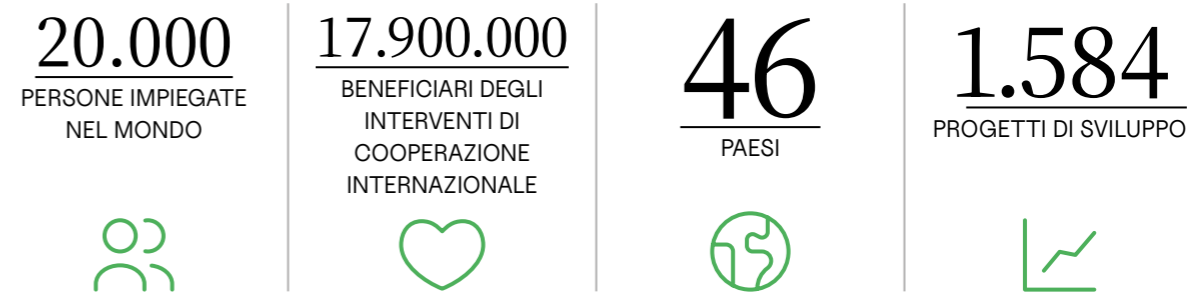 20.000
PERSONE IMPIEGATE
NEL MONDO
17.900.000
BENEFICIARI DEGLI
INTERVENTI DI
COOPERAZIONE
INTERNAZIONALE
46
PAESI
1.584
PROGETTI DI SVILUPPO